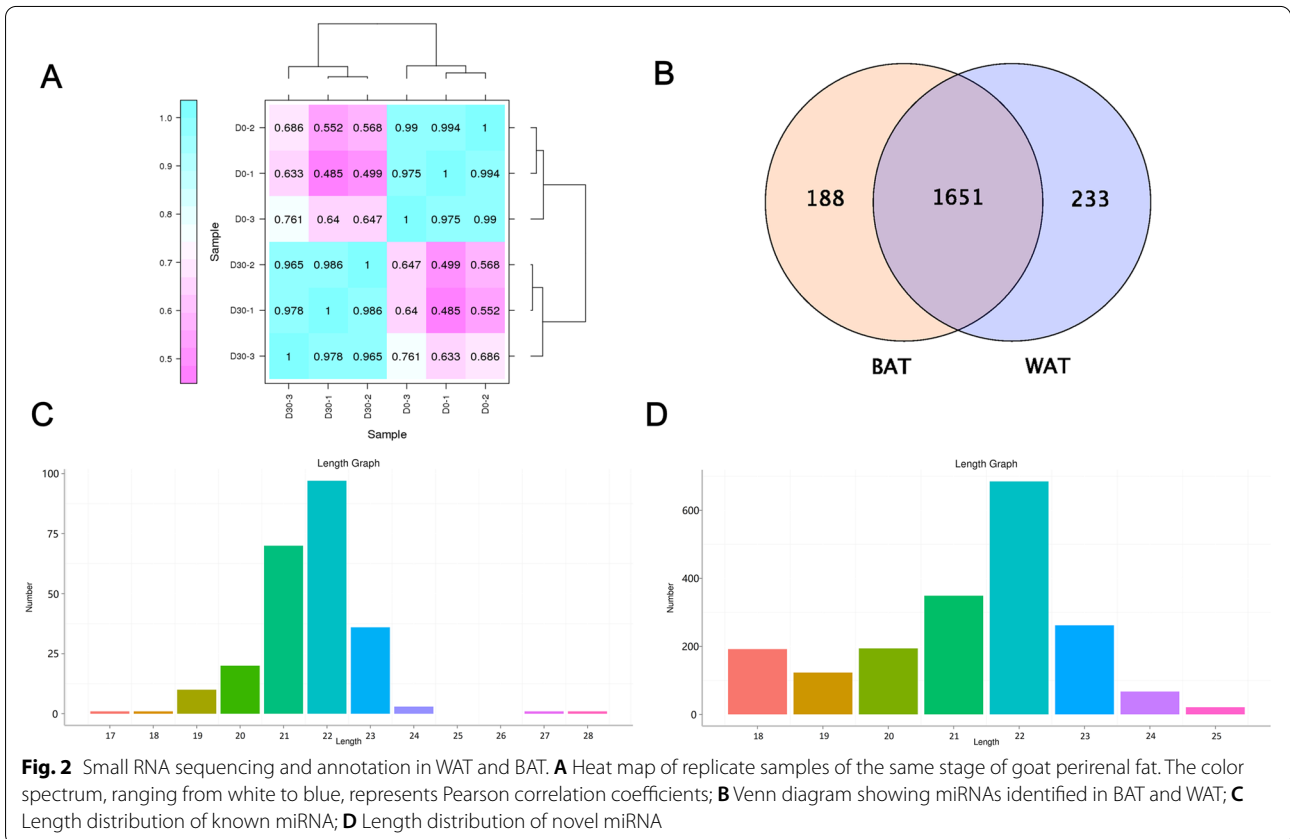 A
1.0
0.9
0.8
0.7
0.6
0.5
Sample
D0-2 0.686 0.552 0.568 0.99 0.994 1
D0-1 0.633 0.485 0.499 0.975 1 0.994
D0-3 0.761 0.64 0.647 1 0.975 0.99
D30-2 0.965 0.986 1 0.647 0.499 0.568
D30-1 0.978 1 0.986 0.64 0.485 0.552
D30-3 1 0.978 0.965 0.761 0.633 0.686
D30-3 D30-1 D30-2 D0-3 D0-1 D0-2
Sample
B
188 1651 233
BAT WAT
C
Length Graph
Number
100
75
50
25
0
17 18 19 20 21 22 23 24 25 26 27 28
Length
D
Length Graph
Number
600
400
200
0
18 19 20 21 22 23 24 25
Length
Fig. 2 Small RNA sequencing and annotation in WAT and BAT. A Heat map of replicate samples of the same stage of goat perirenal fat. The color
spectrum, ranging from white to blue, represents Pearson correlation coefficients; B Venn diagram showing miRNAs identified in BAT and WAT; C
Length distribution of known miRNA; D Length distribution of novel miRNA